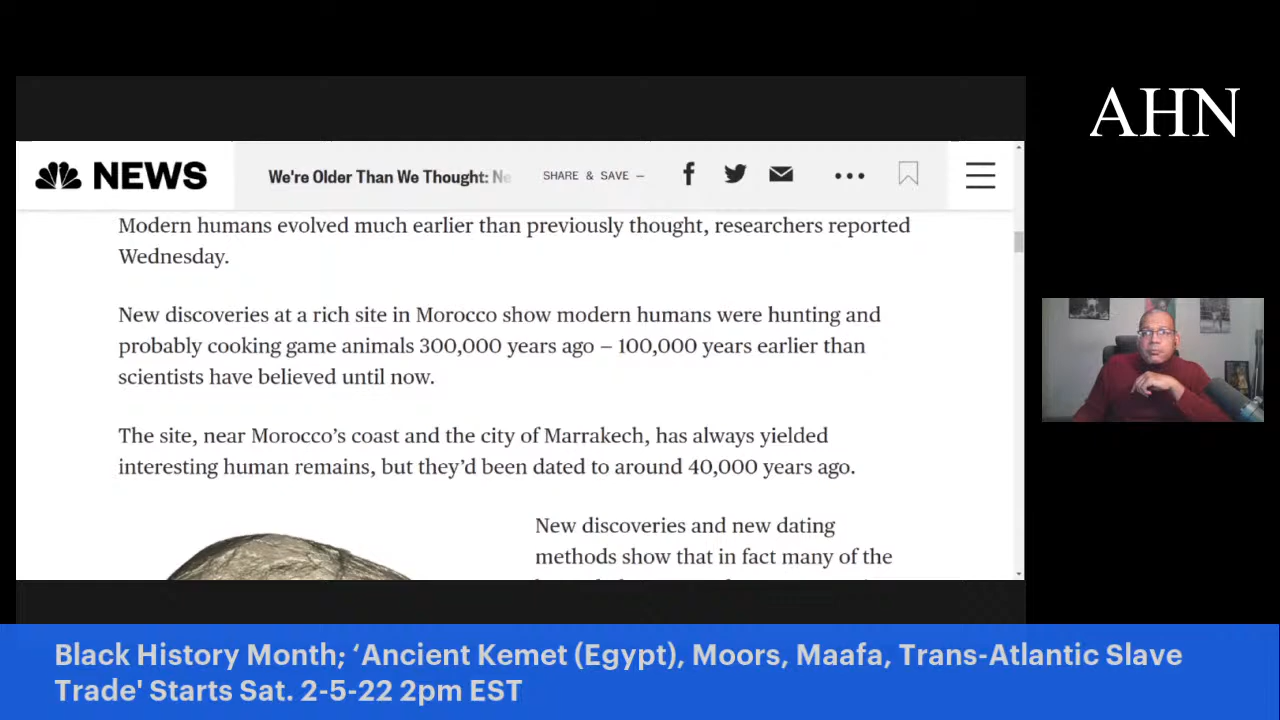 AHN
NEWS
We're Older Than We Thought: Ne
SHARE & SAVE —
Modern humans evolved much earlier than previously thought, researchers reported
Wednesday.
New discoveries at a rich site in Morocco show modern humans were hunting and
probably cooking game animals 300,000 years ago — 100,000 years earlier than
scientists have believed until now.
The site, near Morocco’s coast and the city of Marrakech, has always yielded
interesting human remains, but they’d been dated to around 40,000 years ago.
New discoveries and new dating
methods show that in fact many of the
Black History Month; ‘Ancient Kemet (Egypt), Moors, Maafa, Trans-Atlantic Slave
Trade' Starts Sat. 2-5-22 2pm EST